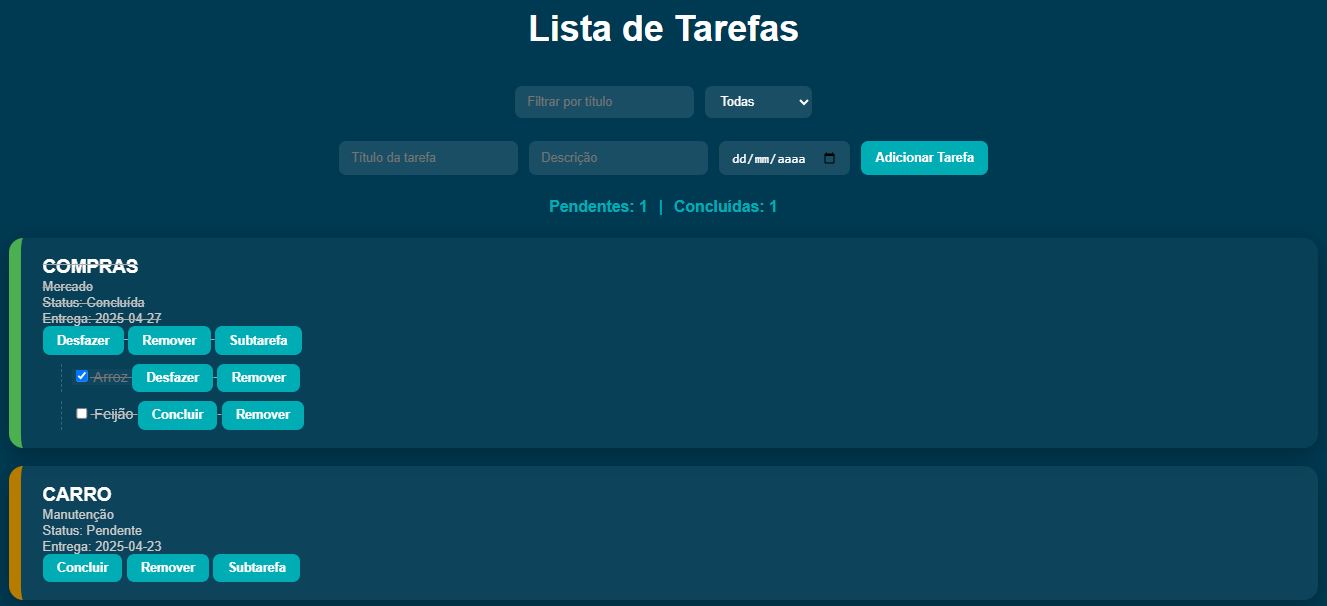 Lista de Tarefas
Filtrar por título Todas
Título da tarefa Descrição dd/mm/aaaa Adicionar Tarefa
Pendentes: 1 | Concluídas: 1
COMPRAS
Mercado
Status: Concluída
Entrega: 2025-04-27
Desfazer Remover Subtarefa
Arroz Desfazer Remover
Feijão Concluir Remover
CARRO
Manutenção
Status: Pendente
Entrega: 2025-04-23
Concluir Remover Subtarefa